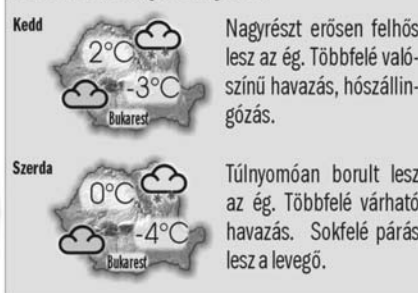 Kedd
2°C
-3°C
Bukarest
Nagyrészt erősen felhős
lesz az ég. Többfelé való-
színű havazás, hószállin-
gózás.
Szerda
0°C
-4°C
Bukarest
Túlnyomóan borult lesz
az ég. Többfelé várható
havazás. Sokfelé párás
lesz a levegő.